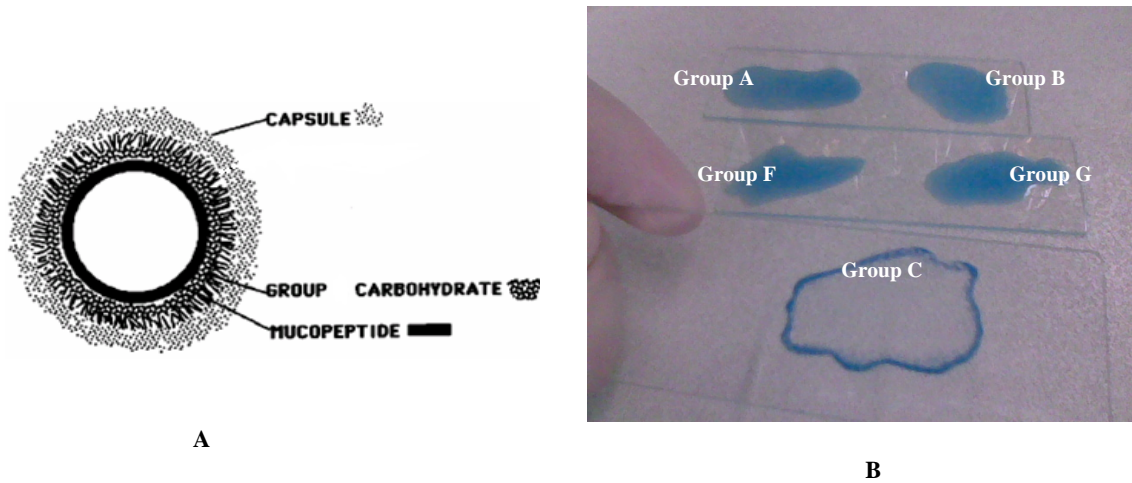 CAPSULE
GROUP CARBOHYDRATE
MUCOPEPTIDE
A
Group A
Group B
Group F
Group G
Group C
B